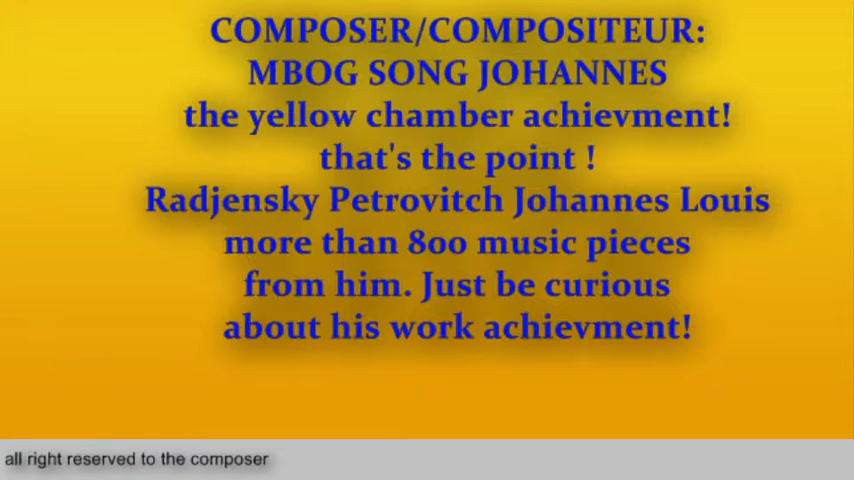 COMPOSER/COMPOSITEUR:
MBOG SONG JOHANNES
the yellow chamber achievment!
that's the point !
Radjensky Petrovitch Johannes Louis
more than 800 music pieces
from him. Just be curious
about his work achievment!
all right reserved to the composer